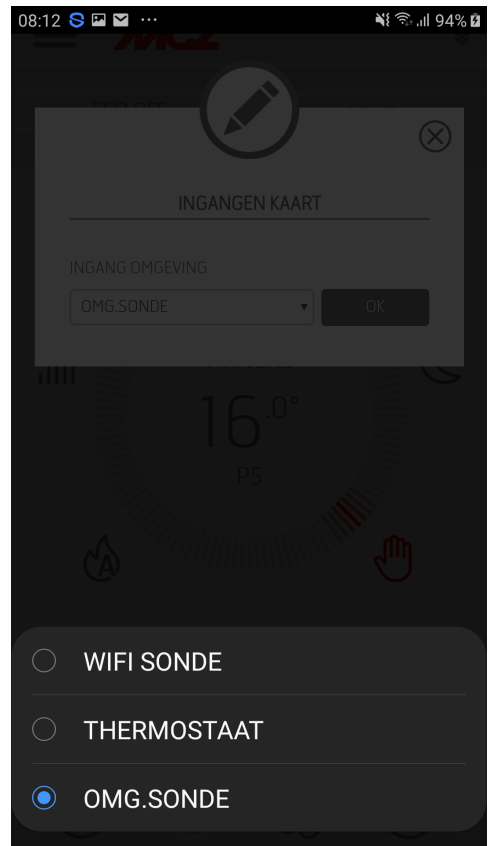 08:12 ... 94%
MCZ
INGANGEN KAART
INGANG OMGEVING
OMG.SONDE OK
16.0°
P5
A
WIFI SONDE
THERMOSTAAT
OMG.SONDE